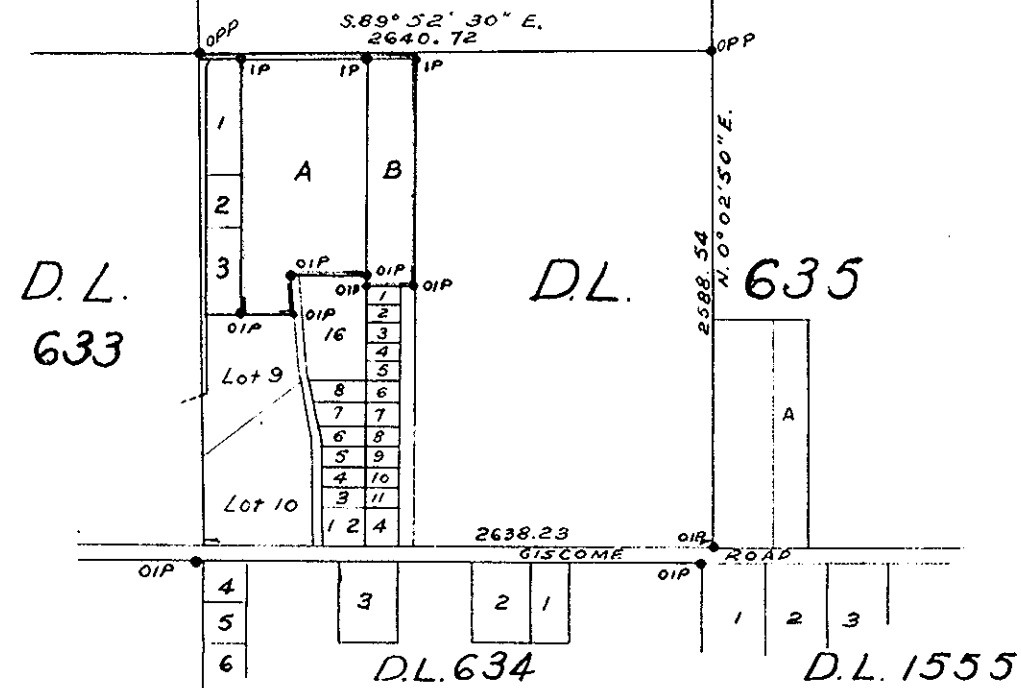 S.89° 52' 30" E.
2640.72
OPP
OPP
IP
IP
IP
1
A
B
2
3
N. 0° 02' 50" E.
2588.54
D. L.
633
D.L. 635
OIP
OIP
OIP
OIP
OIP
OIP
16
Lot 9
Lot 10
1
2
3
4
5
8 6
7 7
6 8
5 9
4 10
3 11
1 2 4
A
2638.23
OIP
GISCOME ROAD
OIP
OIP
4
5
6
3
2 1
1 2 3
D.L. 634
D.L. 1555